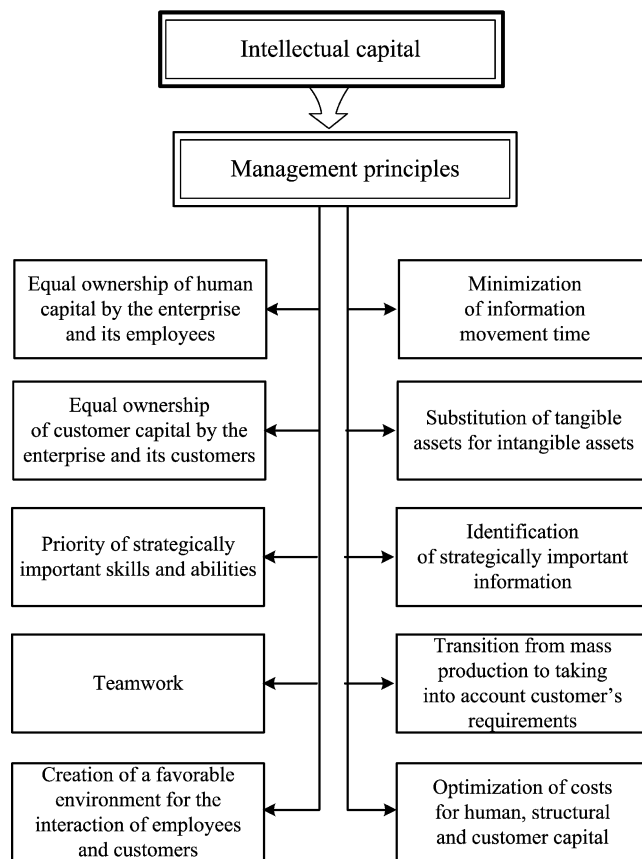 Intellectual capital
Management principles
Equal ownership of human
capital by the enterprise
and its employees
Minimization
of information
movement time
Equal ownership
of customer capital by the
enterprise and its customers
Substitution of tangible
assets for intangible assets
Priority of strategically
important skills and abilities
Identification
of strategically important
information
Teamwork
Transition from mass
production to taking
into account customer’s
requirements
Creation of a favorable
environment for the
interaction of employees
and customers
Optimization of costs
for human, structural
and customer capital